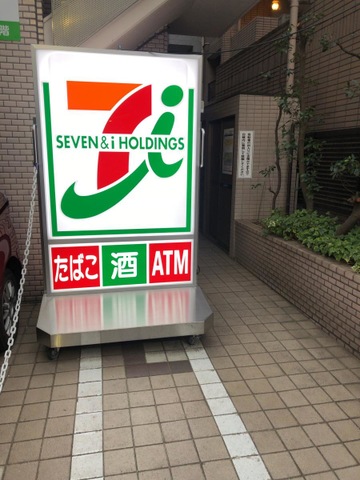 SEVEN & i HOLDINGS
たばこ 酒 ATM